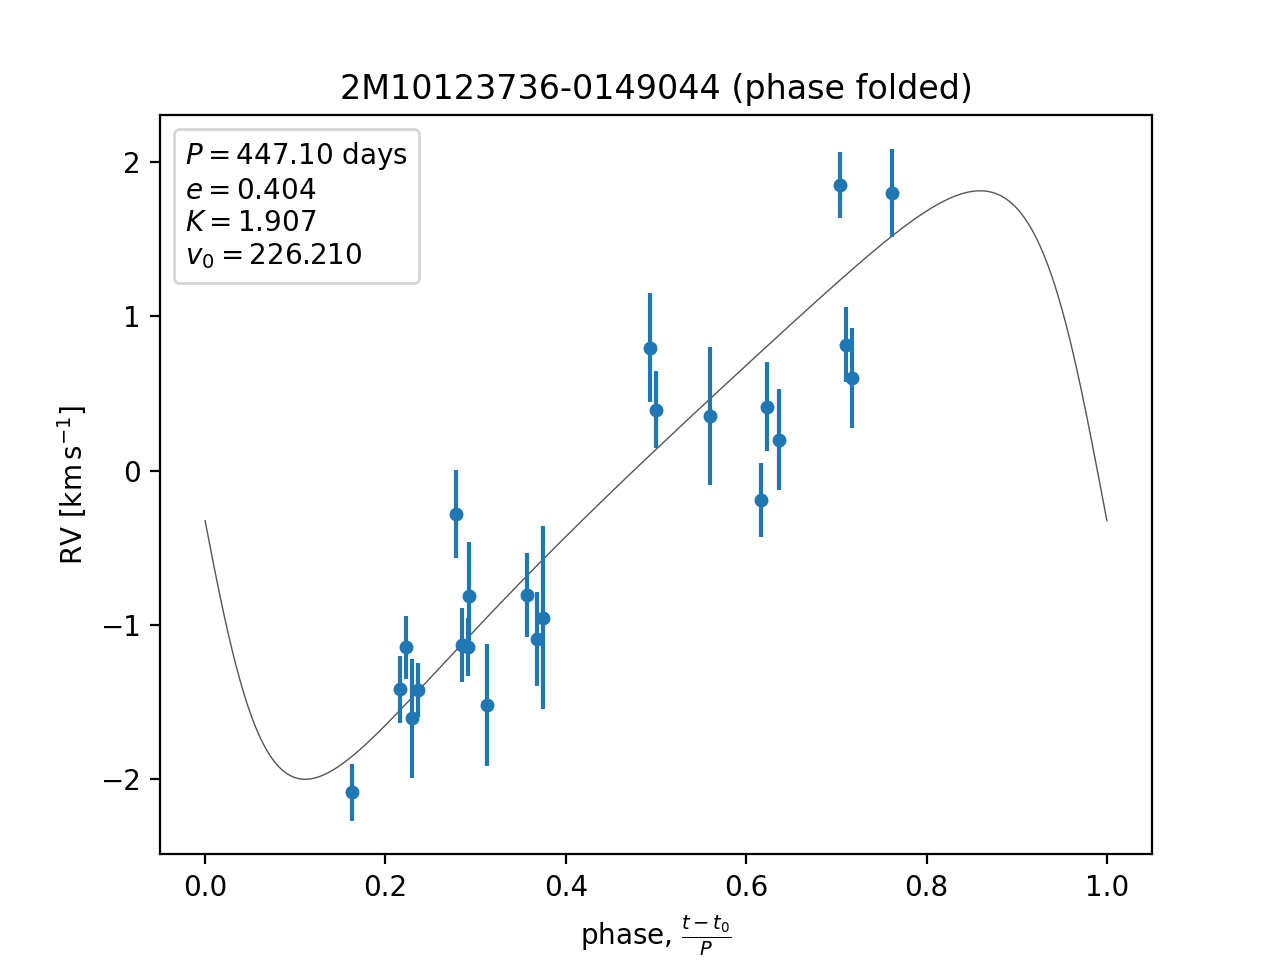 2M10123736-0149044 (phase folded)
P = 447.10 days
e = 0.404
K = 1.907
v₀ = 226.210
2
1
0
−1
−2
RV [km s⁻¹]
0.0 0.2 0.4 0.6 0.8 1.0
phase, (t − t₀)/P